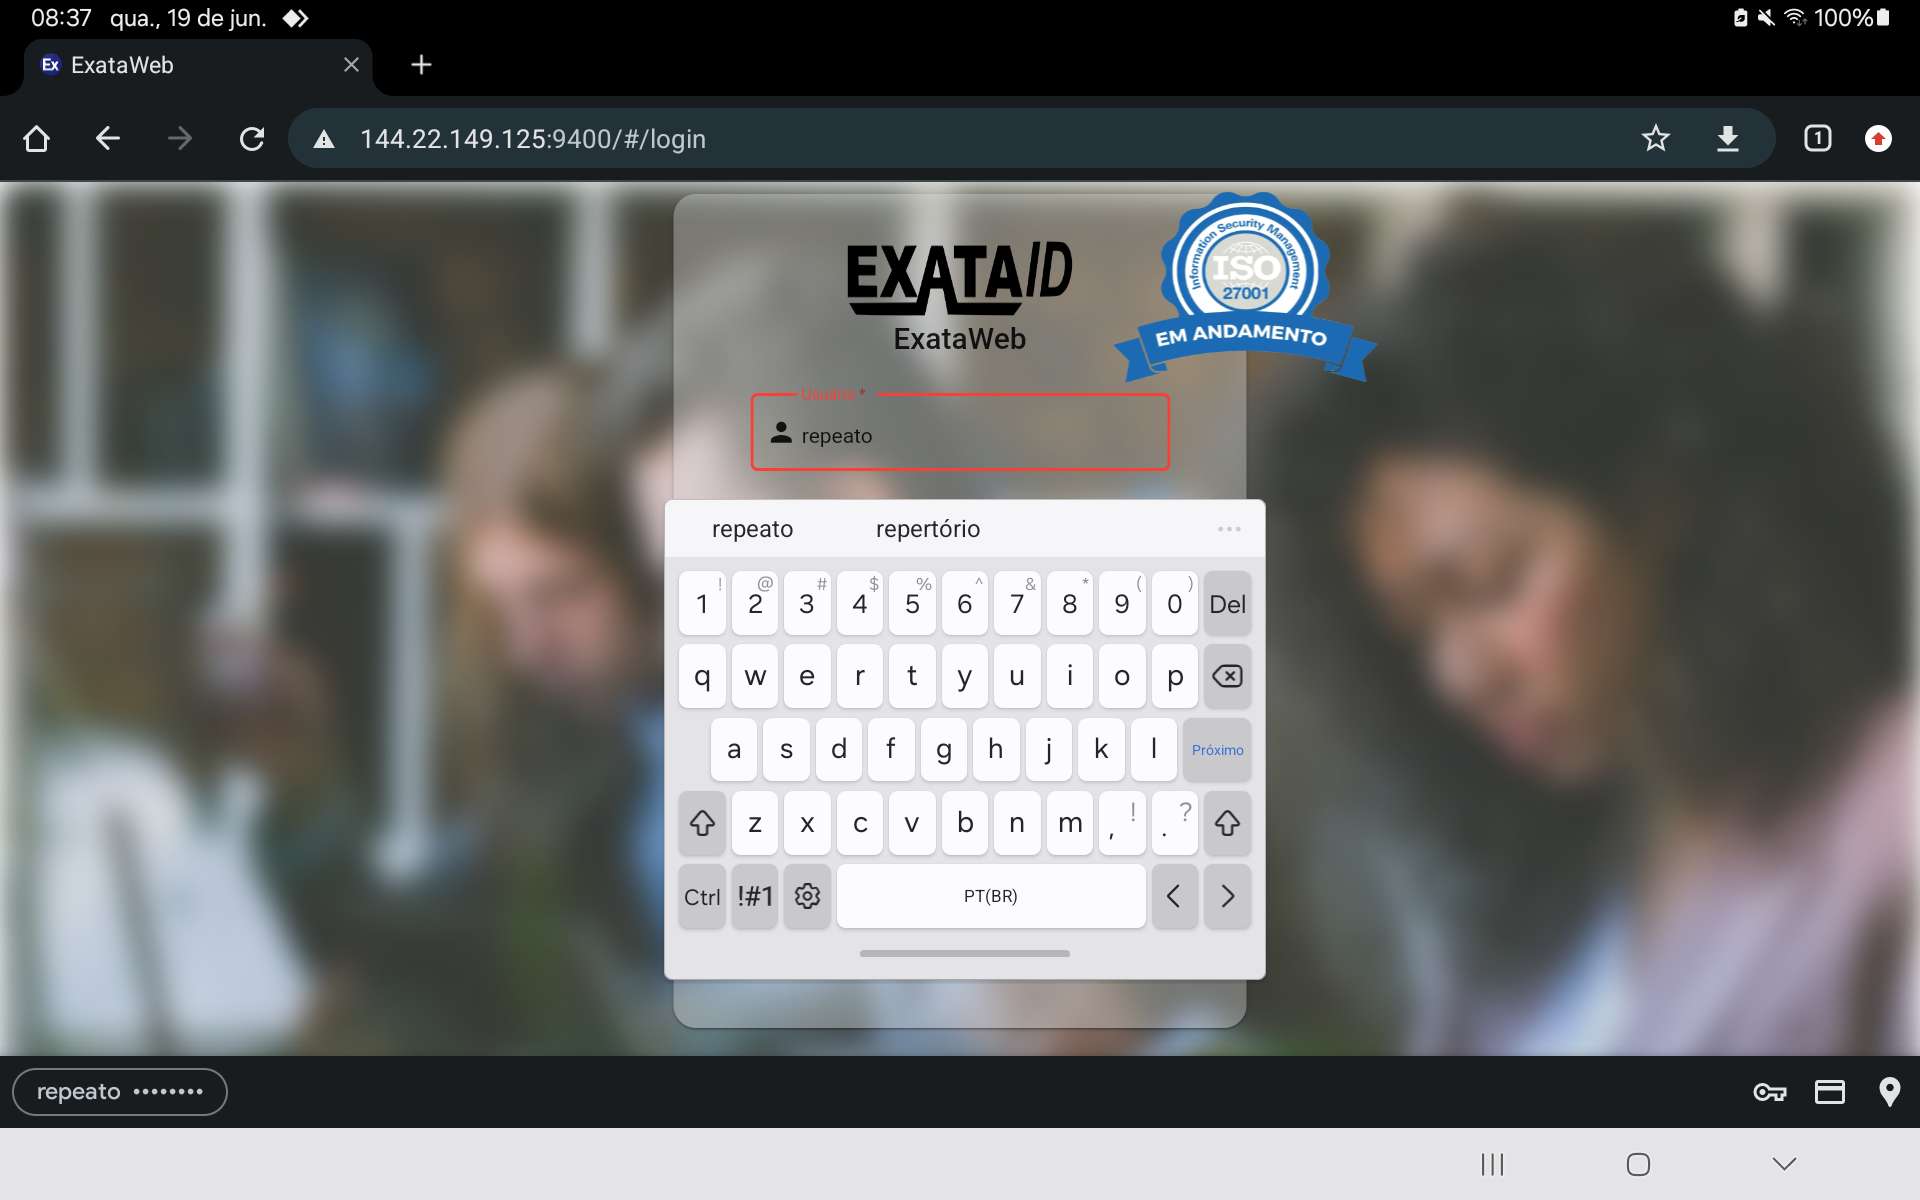 08:37 qua., 19 de jun. 100%
Ex ExataWeb
144.22.149.125:9400/#/login 1
EXATAID
ExataWeb
Information Security Management
ISO
27001
EM ANDAMENTO
Usuário *
repeato
repeato repertório ...
! @ # $ % ^ & * ( )
1 2 3 4 5 6 7 8 9 0 Del
q w e r t y u i o p
a s d f g h j k l Próximo
z x c v b n m , ! . ?
Ctrl !#1 PT(BR) < >
repeato ••••••••